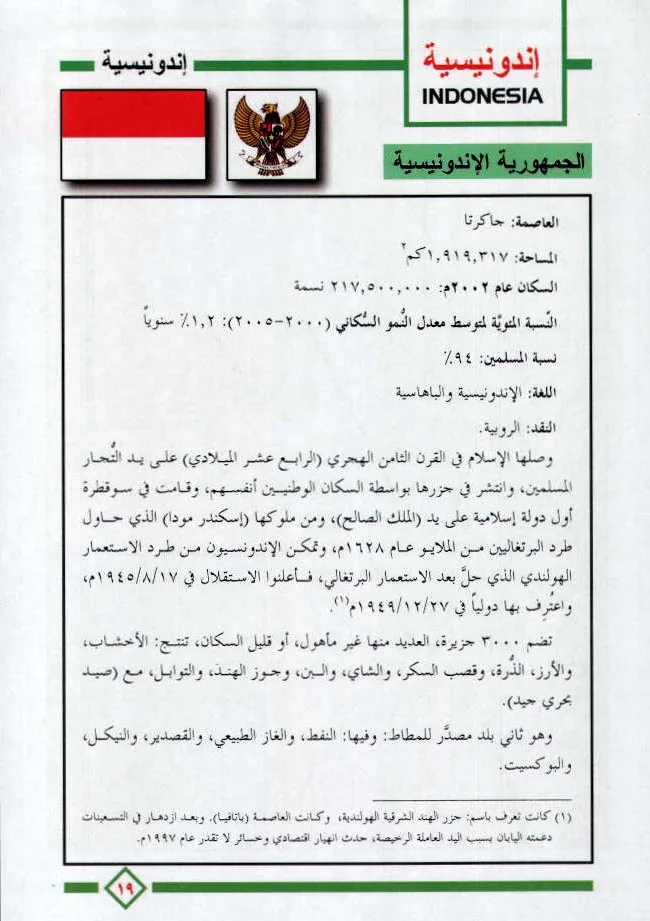 إندونيسية
إندونيسية
INDONESIA
الجمهورية الإندونيسية
العاصمة: جاكرتا
المساحة: ١,٩١٩,٣١٧كم٢
السكان عام ٢٠٠٢م: ٢١٧,٥٠٠,٠٠٠ نسمة
النِّسبة المئويَّة لمتوسط معدل النُّمو السُّكاني (٢٠٠٠-٢٠٠٥): ١,٢٪ سنوياً
نسبة المسلمين: ٩٤٪
اللغة: الإندونيسية والباهاسية
النقد: الروبية.
وصلها الإسلام في القرن الثامن الهجري (الرابع عشر الميلادي) على يد التُّجار
المسلمين، وانتشر في جزرها بواسطة السكان الوطنيين أنفسهم، وقامت في سوقطرة
أول دولة إسلامية على يد (الملك الصالح)، ومن ملوكها (إسكندر مودا) الذي حاول
طرد البرتغاليين من الملايو عام ١٦٢٨م، وتمكن الإندونسيون من طرد الاستعمار
الهولندي الذي حلَّ بعد الاستعمار البرتغالي، فأعلنوا الاستقلال في ١٩٤٥/٨/١٧م،
واعتُرِف بها دولياً في ١٩٤٩/١٢/٢٧م(١).
تضم ٣٠٠٠ جزيرة، العديد منها غير مأهول، أو قليل السكان، تنتج: الأخشاب،
والأرز، الذُّرة، وقصب السكر، والشاي، والبن، وجوز الهند، والتوابل، مع (صيد
بحري جيد).
وهو ثاني بلد مصدَّر للمطاط: وفيها: النفط، والغاز الطبيعي، والقصدير، والنيكل،
والبوكسيت.
(١) كانت تعرف باسم: جزر الهند الشرقية الهولندية، وكانت العاصمة (باتافيا). وبعد ازدهار في التسعينات
دعمته اليابان بسبب اليد العاملة الرخيصة، حدث انهيار اقتصادي وخسائر لا تقدر عام ١٩٩٧م.
١٩